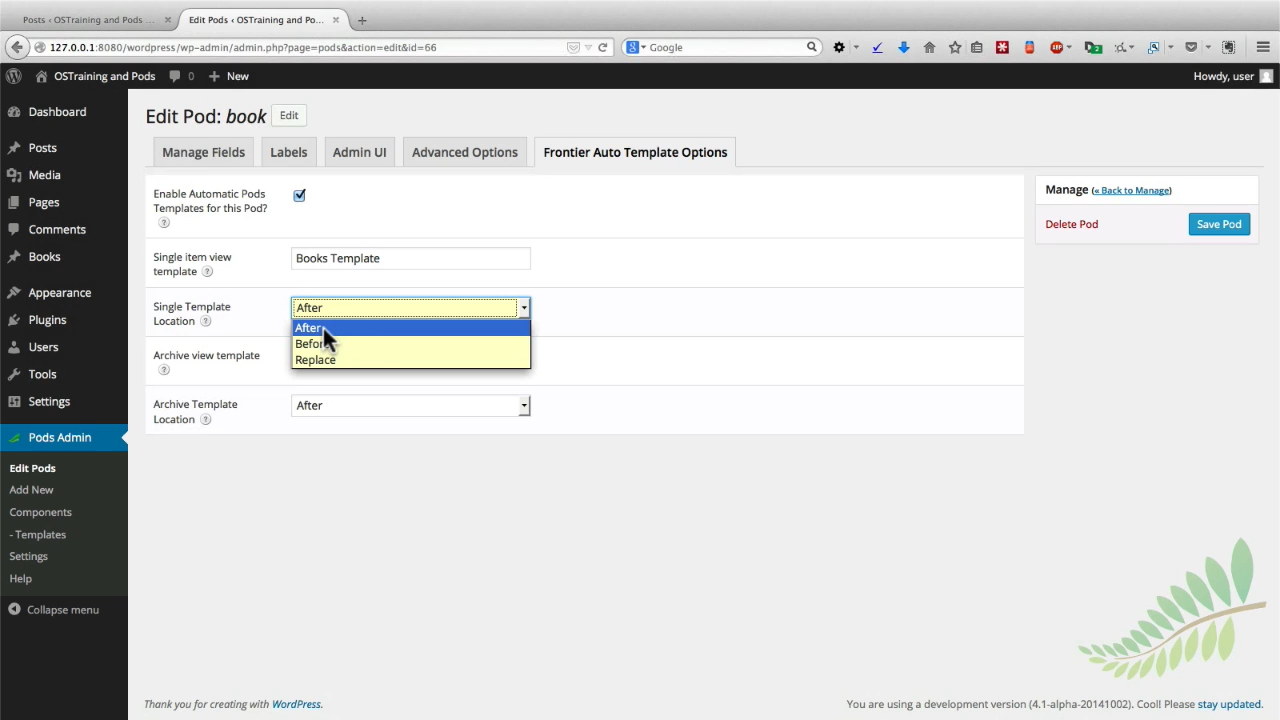 Posts ‹ OSTraining and Pods ...
Edit Pods ‹ OSTraining and Po...
127.0.0.1:8080/wordpress/wp-admin/admin.php?page=pods&action=edit&id=66
Google
OSTraining and Pods
0
New
Howdy, user
Dashboard
Posts
Media
Pages
Comments
Books
Appearance
Plugins
Users
Tools
Settings
Pods Admin
Edit Pods
Add New
Components
- Templates
Settings
Help
Collapse menu
Edit Pod: book
Edit
Manage Fields
Labels
Admin UI
Advanced Options
Frontier Auto Template Options
Enable Automatic Pods
Templates for this Pod?
?
Single item view
template ?
Books Template
Single Template
Location ?
After
After
Replace
Archive view template
?
Archive Template
Location ?
After
Manage (« Back to Manage)
Delete Pod
Save Pod
Thank you for creating with WordPress.
You are using a development version (4.1-alpha-20141002). Cool! Please stay updated.